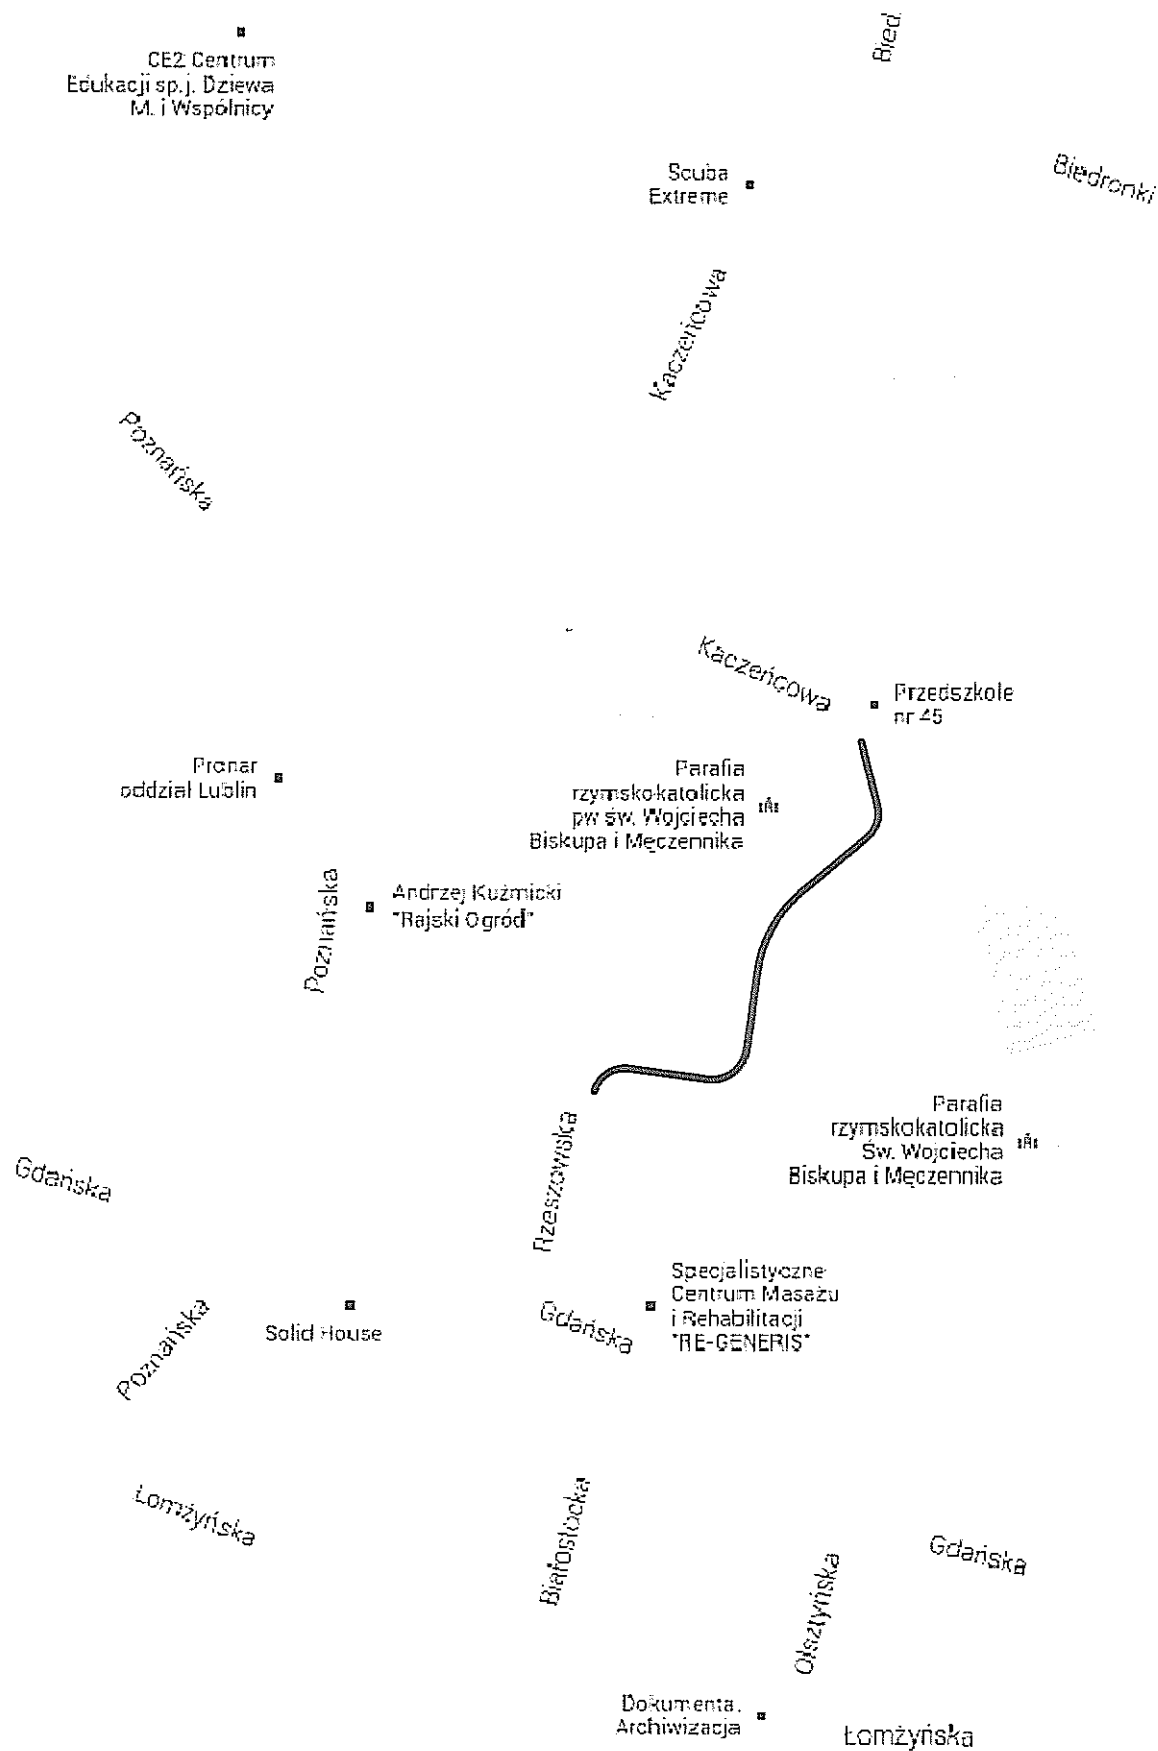 CE2 Centrum
Edukacji sp.j. Dziewa
M. i Wspólnicy
Bied
Biedronki
Scuba
Extreme
Kaczeńcowa
Poznańska
Kaczeńcowa
Przedszkole
nr 45
Pronar
oddział Lublin
Parafia
rzymskokatolicka
pw św. Wojciecha
Biskupa i Męczennika
Poznańska
Andrzej Kuźmicki
"Rajski Ogród"
Parafia
rzymskokatolicka
Św. Wojciecha
Biskupa i Męczennika
Rzeszowska
Gdańska
Specjalistyczne
Centrum Masażu
i Rehabilitacji
"RE-GENERIS"
Poznańska
Solid House
Gdańska
Łomżyńska
Białostocka
Gdańska
Olsztyńska
Dokumenta.
Archiwizacja
Łomżyńska